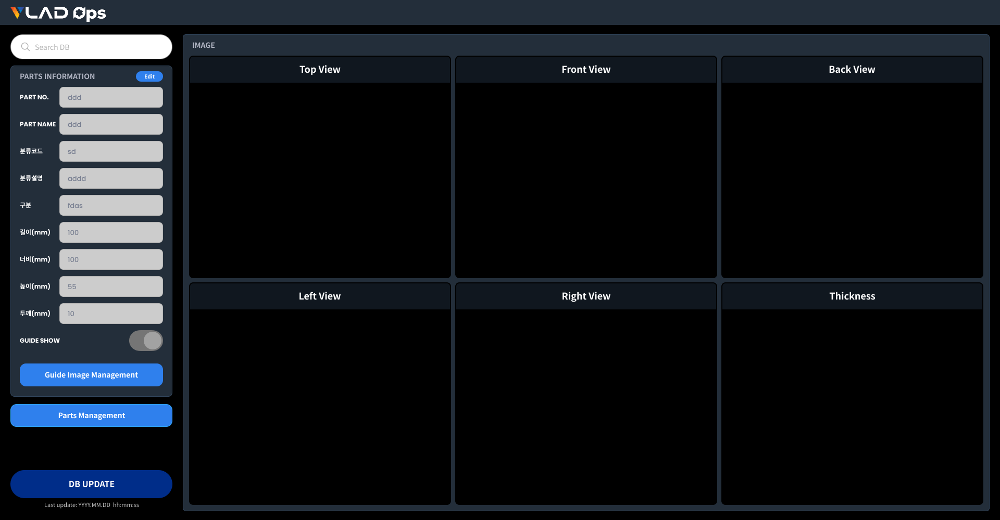 VLAD Ops
Search DB
PARTS INFORMATION
Edit
PART NO.
ddd
PART NAME
ddd
분류코드
sd
분류설명
addd
구분
fdas
길이(mm)
100
너비(mm)
100
높이(mm)
55
두께(mm)
10
GUIDE SHOW
Guide Image Management
Parts Management
DB UPDATE
Last update: YYYY.MM.DD hh:mm:ss
IMAGE
Top View
Front View
Back View
Left View
Right View
Thickness